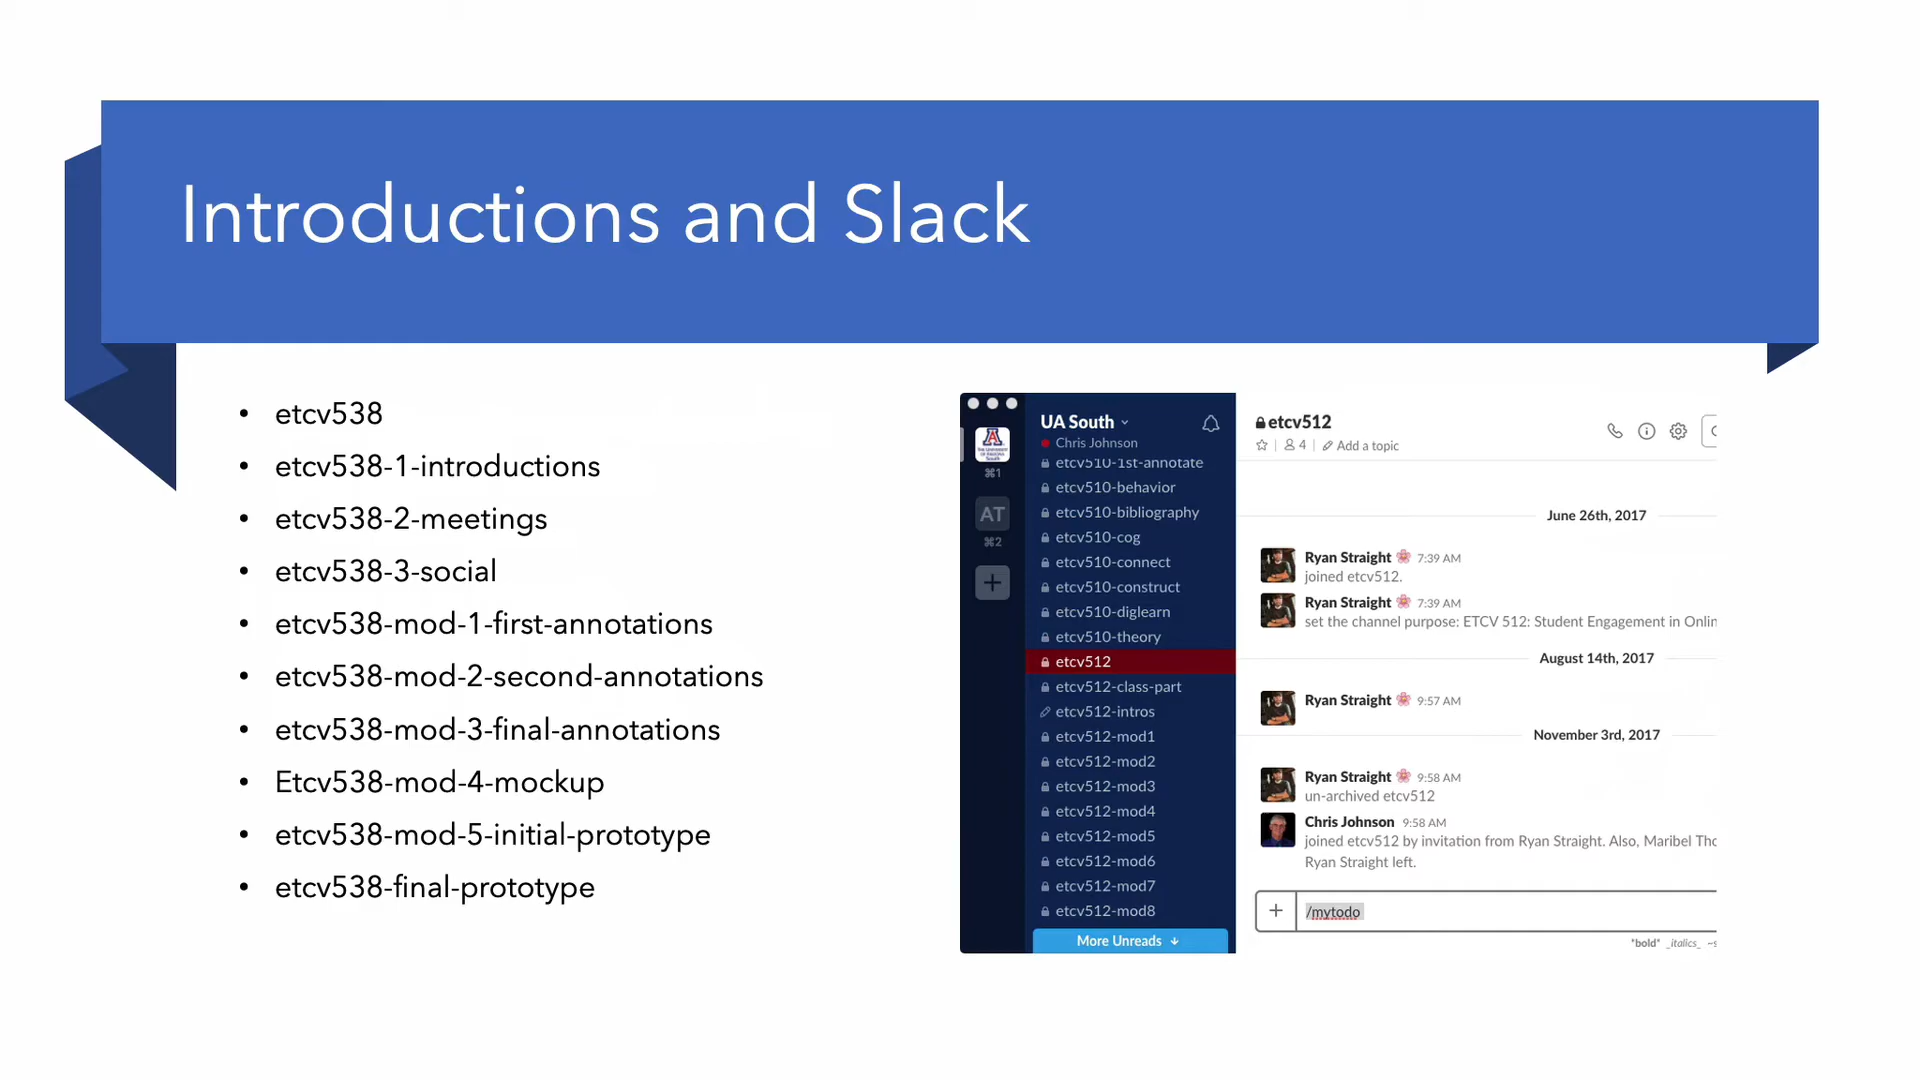 Introductions and Slack
• etcv538
• etcv538-1-introductions
• etcv538-2-meetings
• etcv538-3-social
• etcv538-mod-1-first-annotations
• etcv538-mod-2-second-annotations
• etcv538-mod-3-final-annotations
• Etcv538-mod-4-mockup
• etcv538-mod-5-initial-prototype
• etcv538-final-prototype
A
⌘1
AT
⌘2
+
UA South
Chris Johnson
etcv510-1st-annotate
etcv510-behavior
etcv510-bibliography
etcv510-cog
etcv510-connect
etcv510-construct
etcv510-diglearn
etcv510-theory
etcv512
etcv512-class-part
etcv512-intros
etcv512-mod1
etcv512-mod2
etcv512-mod3
etcv512-mod4
etcv512-mod5
etcv512-mod6
etcv512-mod7
etcv512-mod8
More Unreads ↓
etcv512
4 | Add a topic
June 26th, 2017
Ryan Straight 7:39 AM
joined etcv512.
Ryan Straight 7:39 AM
set the channel purpose: ETCV 512: Student Engagement in Onlin
August 14th, 2017
Ryan Straight 9:57 AM
November 3rd, 2017
Ryan Straight 9:58 AM
un-archived etcv512
Chris Johnson 9:58 AM
joined etcv512 by invitation from Ryan Straight. Also, Maribel Tho
Ryan Straight left.
+ /mytodo
*bold* _italics_ ~s